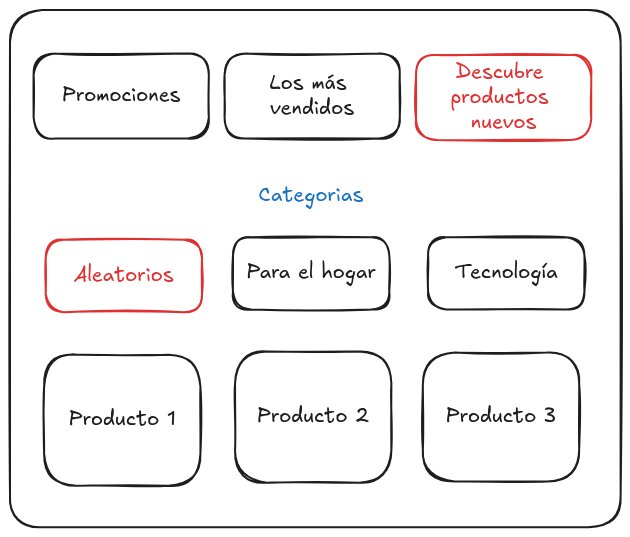 Promociones
Los más
vendidos
Descubre
productos
nuevos
Categorias
Aleatorios
Para el hogar
Tecnología
Producto 1
Producto 2
Producto 3